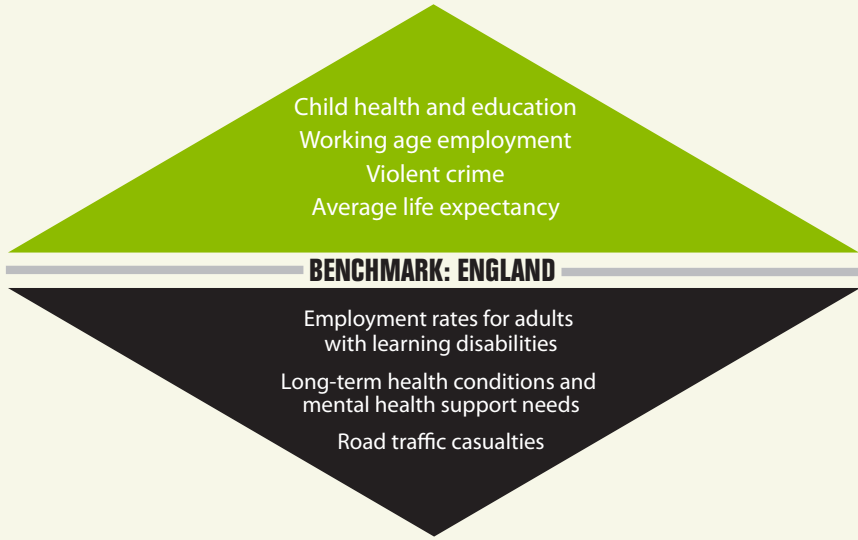 Child health and education
Working age employment
Violent crime
Average life expectancy
BENCHMARK: ENGLAND
Employment rates for adults
with learning disabilities
Long-term health conditions and
mental health support needs
Road traffic casualties